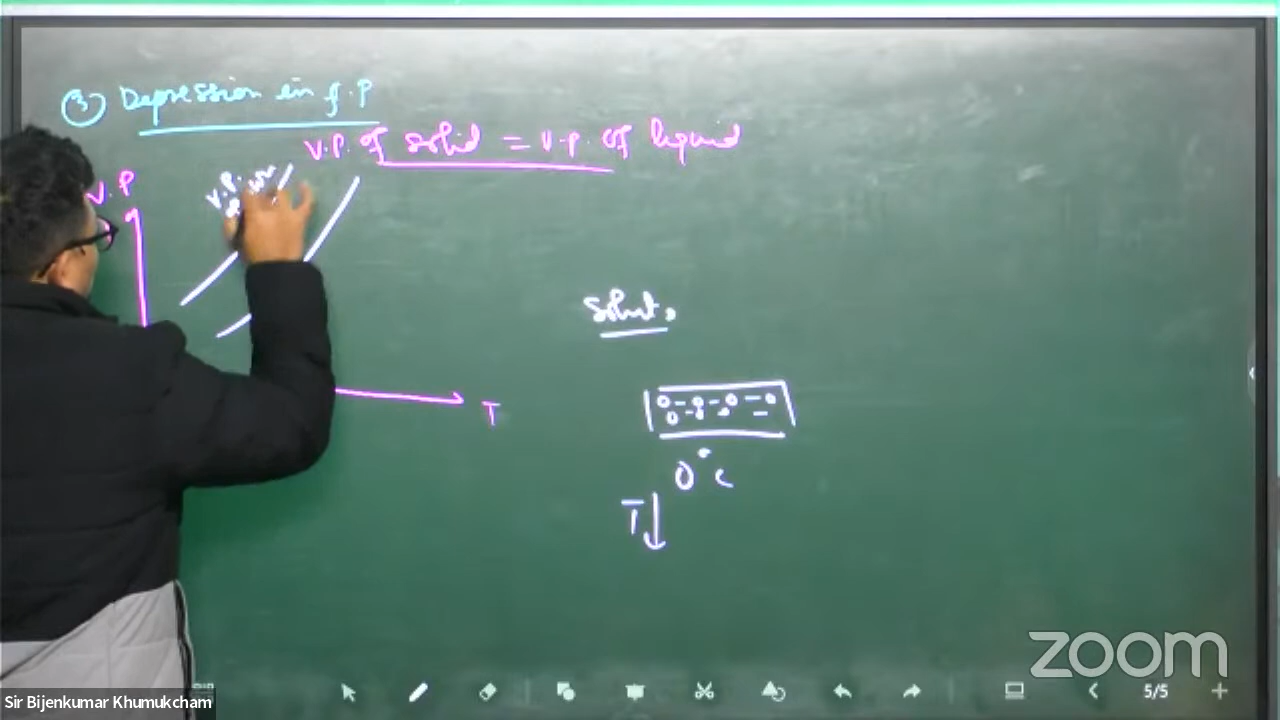 ③ Depression in f.p
V.P. of solid = V.p. of liquid
V.P
V.P.
T
Solut
0°c
T↓
zoom
5/5
Sir Bijenkumar Khumukcham